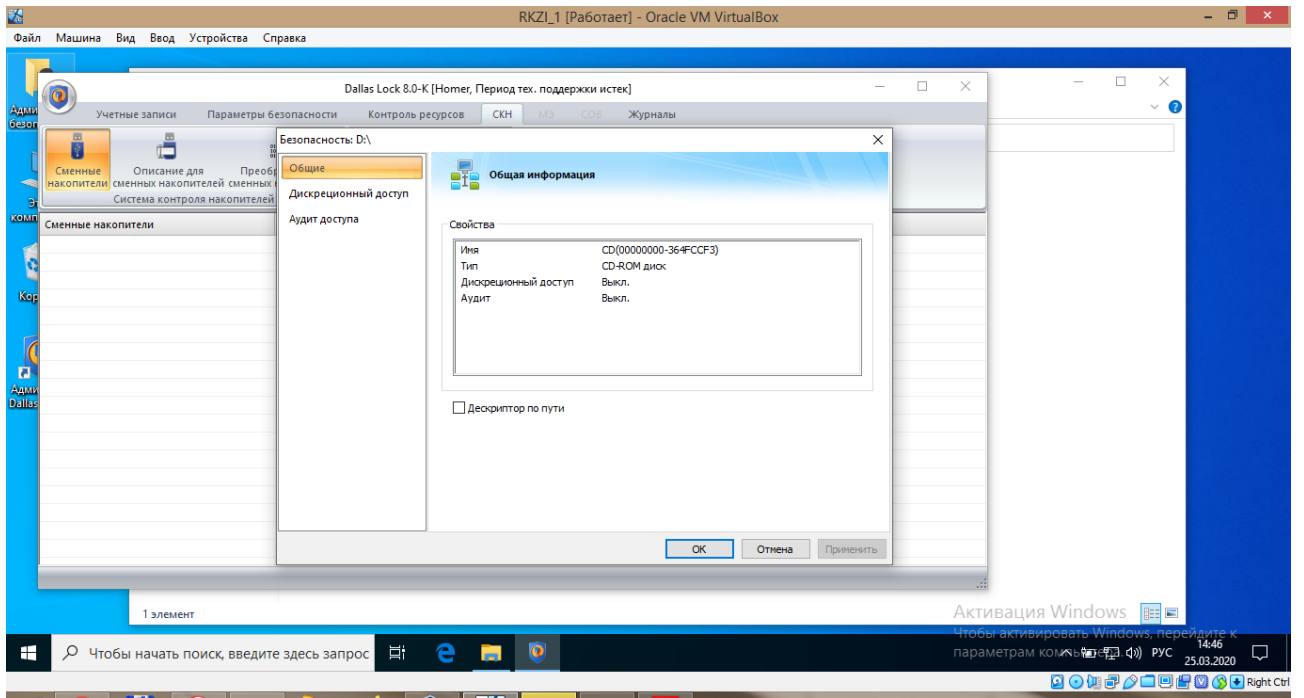 RKZI_1 [Работает] - Oracle VM VirtualBox
Файл Машина Вид Ввод Устройства Справка
Dallas Lock 8.0-K [Homer, Период тех. поддержки истек]
Учетные записи Параметры безопасности Контроль ресурсов СКН МЭ СОВ Журналы
Сменные накопители
Описание для сменных накопителей
сменных
Система контроля накопителей
Сменные накопители
Безопасность: D:\
Общие
Дискреционный доступ
Аудит доступа
Общая информация
Свойства
Имя CD(00000000-364FCCF3)
Тип CD-ROM диск
Дискреционный доступ Выкл.
Аудит Выкл.
Дескриптор по пути
ОК Отмена Применить
1 элемент
Активация Windows
Чтобы активировать Windows, перейдите к
параметрам
Чтобы начать поиск, введите здесь запрос
РУС
14:46
25.03.2020
Right Ctrl